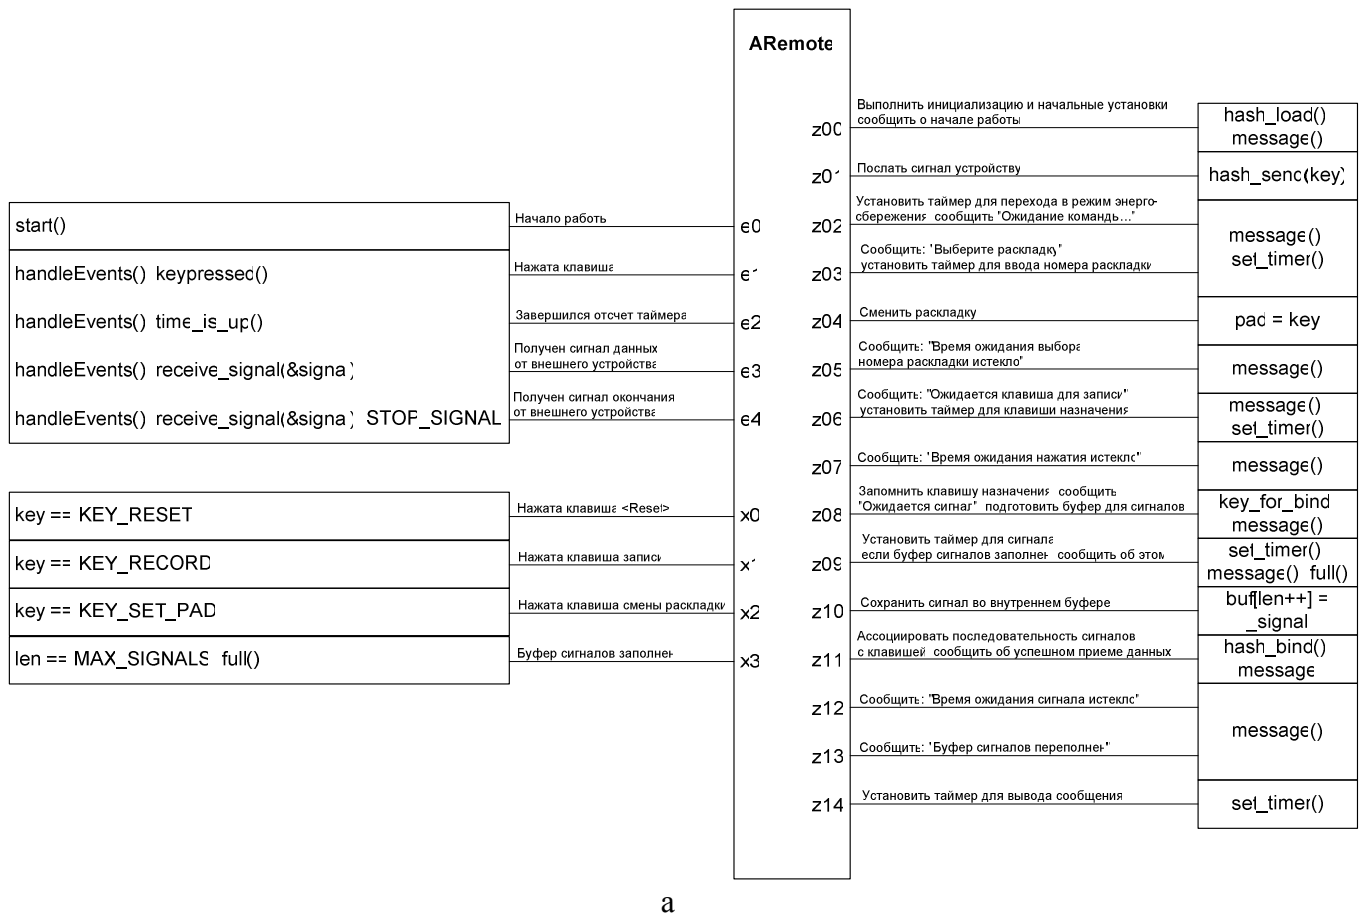 ARemote
start()
Начало работы
e0
handleEvents() keypressed()
Нажата клавиша
e1
handleEvents() time_is_up()
Завершился отсчет таймера
e2
handleEvents() receive_signal(&signal)
Получен сигнал данных
от внешнего устройства
e3
handleEvents() receive_signal(&signal) STOP_SIGNAL
Получен сигнал окончания
от внешнего устройства
e4
key == KEY_RESET
Нажата клавиша <Reset>
x0
key == KEY_RECORD
Нажата клавиша записи
x1
key == KEY_SET_PAD
Нажата клавиша смены раскладки
x2
len == MAX_SIGNALS full()
Буфер сигналов заполнен
x3
z00
Выполнить инициализацию и начальные установки
сообщить о начале работы
hash_load()
message()
z01
Послать сигнал устройству
hash_send(key)
z02
Установить таймер для перехода в режим энерго-
сбережения сообщить "Ожидание команды..."
z03
Сообщить: "Выберите раскладку"
установить таймер для ввода номера раскладки
message()
set_timer()
z04
Сменить раскладку
pad = key
z05
Сообщить: "Время ожидания выбора
номера раскладки истекло"
message()
z06
Сообщить: "Ожидается клавиша для записи"
установить таймер для клавиши назначения
message()
set_timer()
z07
Сообщить: "Время ожидания нажатия истекло"
message()
z08
Запомнить клавишу назначения сообщить
"Ожидается сигнал" подготовить буфер для сигналов
key_for_bind
message()
z09
Установить таймер для сигнала
если буфер сигналов заполнен сообщить об этом
set_timer()
message() full()
z10
Сохранить сигнал во внутреннем буфере
buf[len++] =
_signal
z11
Ассоциировать последовательность сигналов
с клавишей сообщить об успешном приеме данных
hash_bind()
message
z12
Сообщить: "Время ожидания сигнала истекло"
z13
Сообщить: "Буфер сигналов переполнен"
message()
z14
Установить таймер для вывода сообщения
set_timer()
а